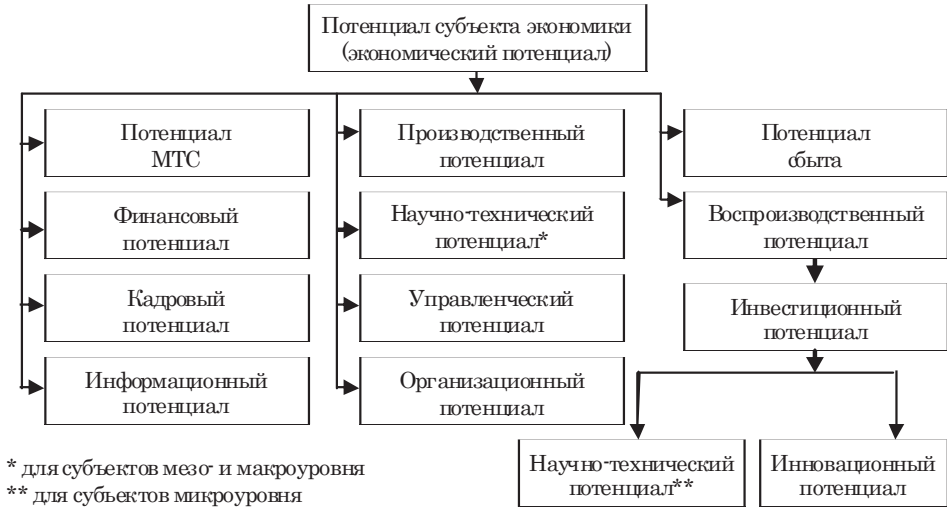 Потенциал субъекта экономики
(экономический потенциал)
Потенциал
МТС
Производственный
потенциал
Потенциал
сбыта
Финансовый
потенциал
Научно-технический
потенциал*
Воспроизводственный
потенциал
Кадровый
потенциал
Управленческий
потенциал
Инвестиционный
потенциал
Информационный
потенциал
Организационный
потенциал
Научно-технический
потенциал**
Инновационный
потенциал
* для субъектов мезо- и макроуровня
** для субъектов микроуровня